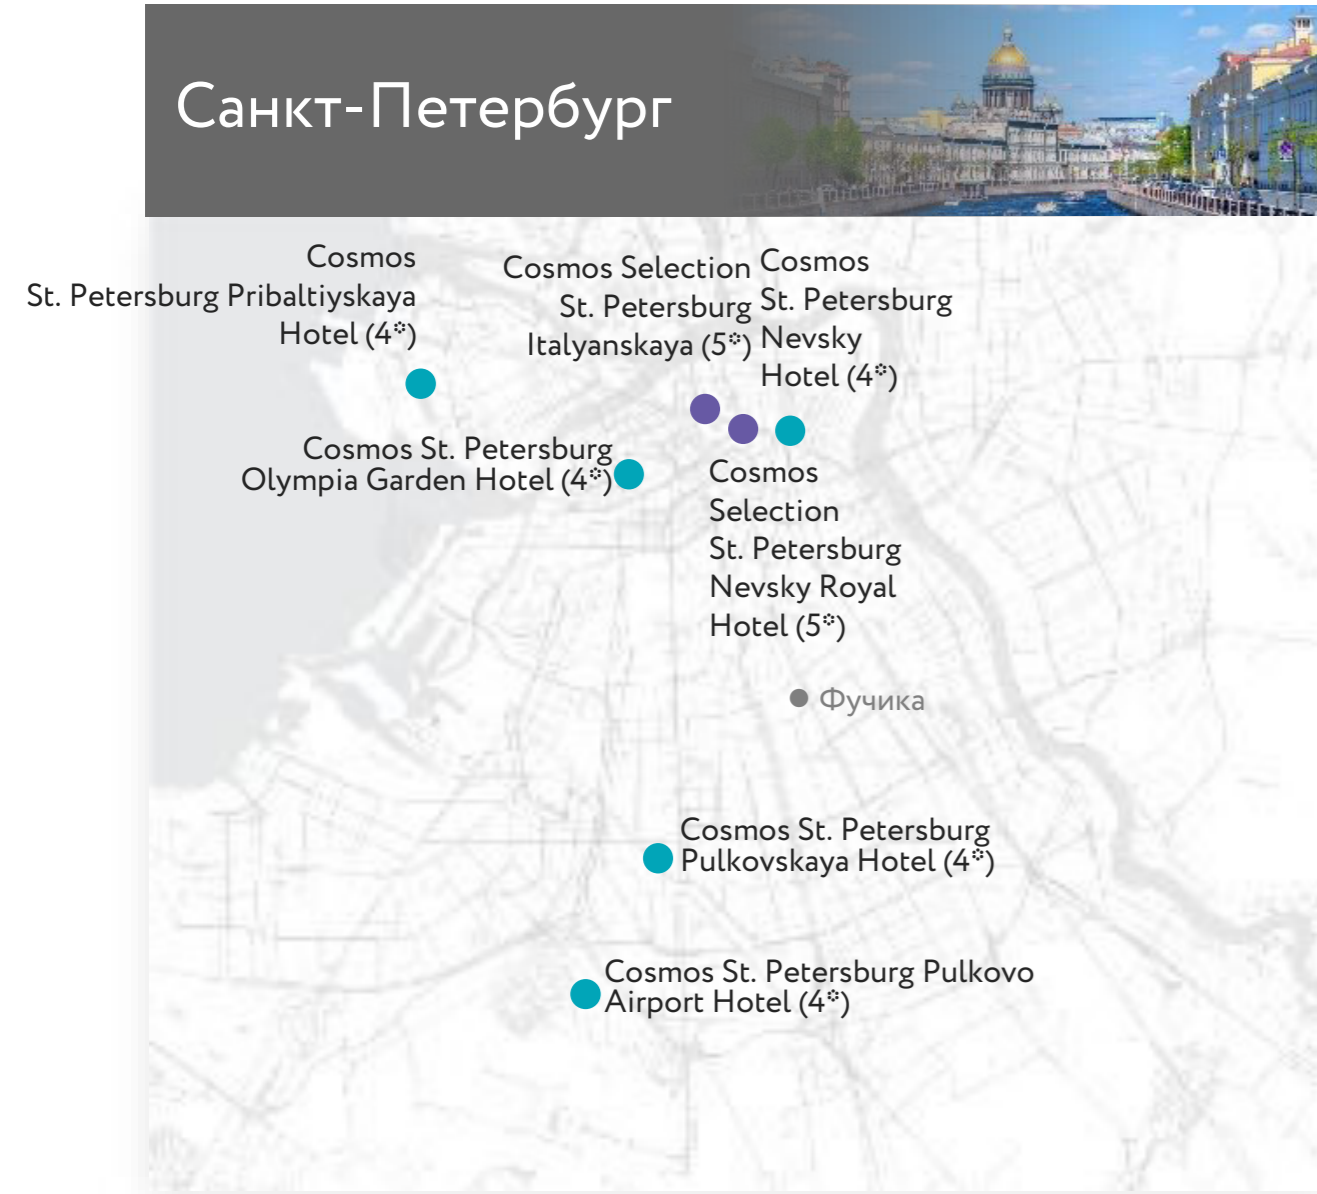 Санкт-Петербург
Cosmos
St. Petersburg Pribaltiyskaya
Hotel (4*)
Cosmos Selection
St. Petersburg
Italyanskaya (5*)
Cosmos
St. Petersburg
Nevsky
Hotel (4*)
Cosmos St. Petersburg
Olympia Garden Hotel (4*)
Cosmos
Selection
St. Petersburg
Nevsky Royal
Hotel (5*)
Фучика
Cosmos St. Petersburg
Pulkovskaya Hotel (4*)
Cosmos St. Petersburg Pulkovo
Airport Hotel (4*)